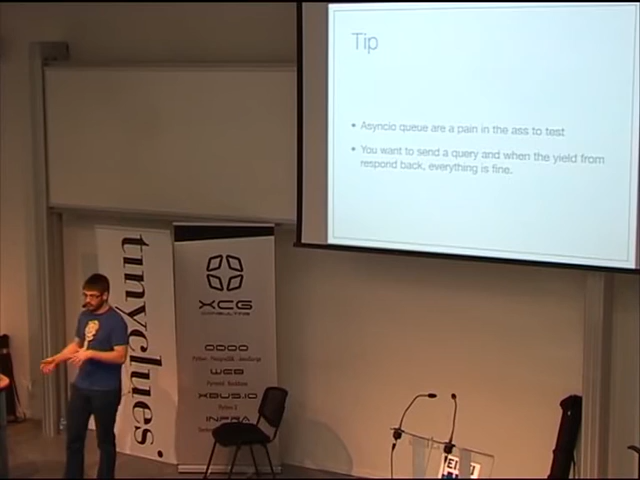 Tip
• Asyncio queue are a pain in the ass to test
• You want to send a query and when the yield from
respond back, everything is fine.
tinyclues
XCG
CONSULTING
ODOO
WEB
XBUS.IO
INFRA